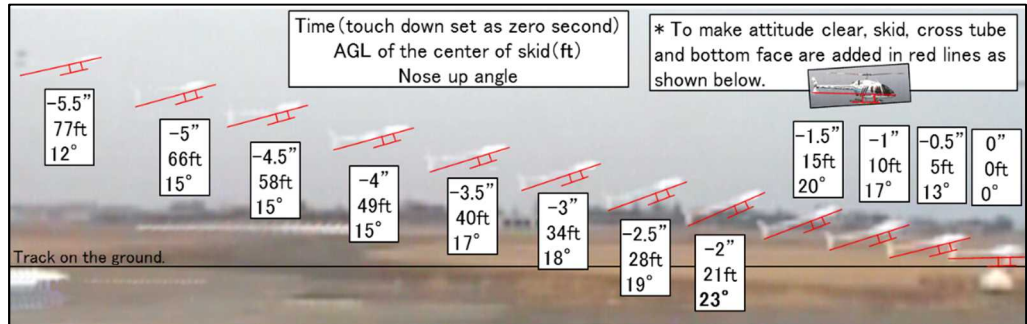 Time (touch down set as zero second)
AGL of the center of skid(ft)
Nose up angle
* To make attitude clear, skid, cross tube
and bottom face are added in red lines as
shown below.
−5.5”
77ft
12°
−5”
66ft
15°
−4.5”
58ft
15°
−4”
49ft
15°
−3.5”
40ft
17°
−3”
34ft
18°
−2.5”
28ft
19°
−2”
21ft
23°
−1.5”
15ft
20°
−1”
10ft
17°
−0.5”
5ft
13°
0”
0ft
0°
Track on the ground.